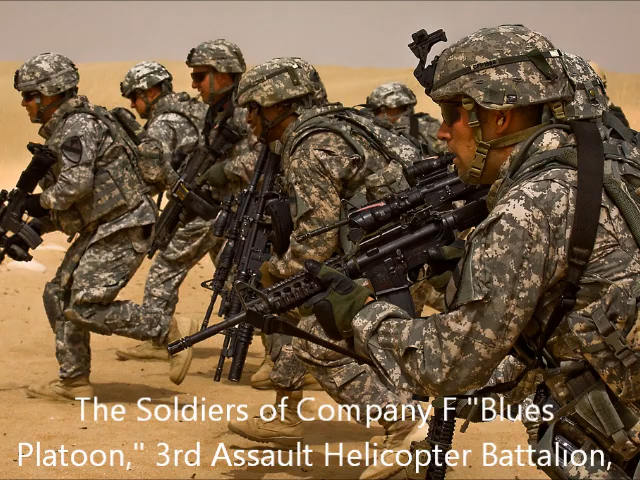 The Soldiers of Company F "Blues
Platoon," 3rd Assault Helicopter Battalion,